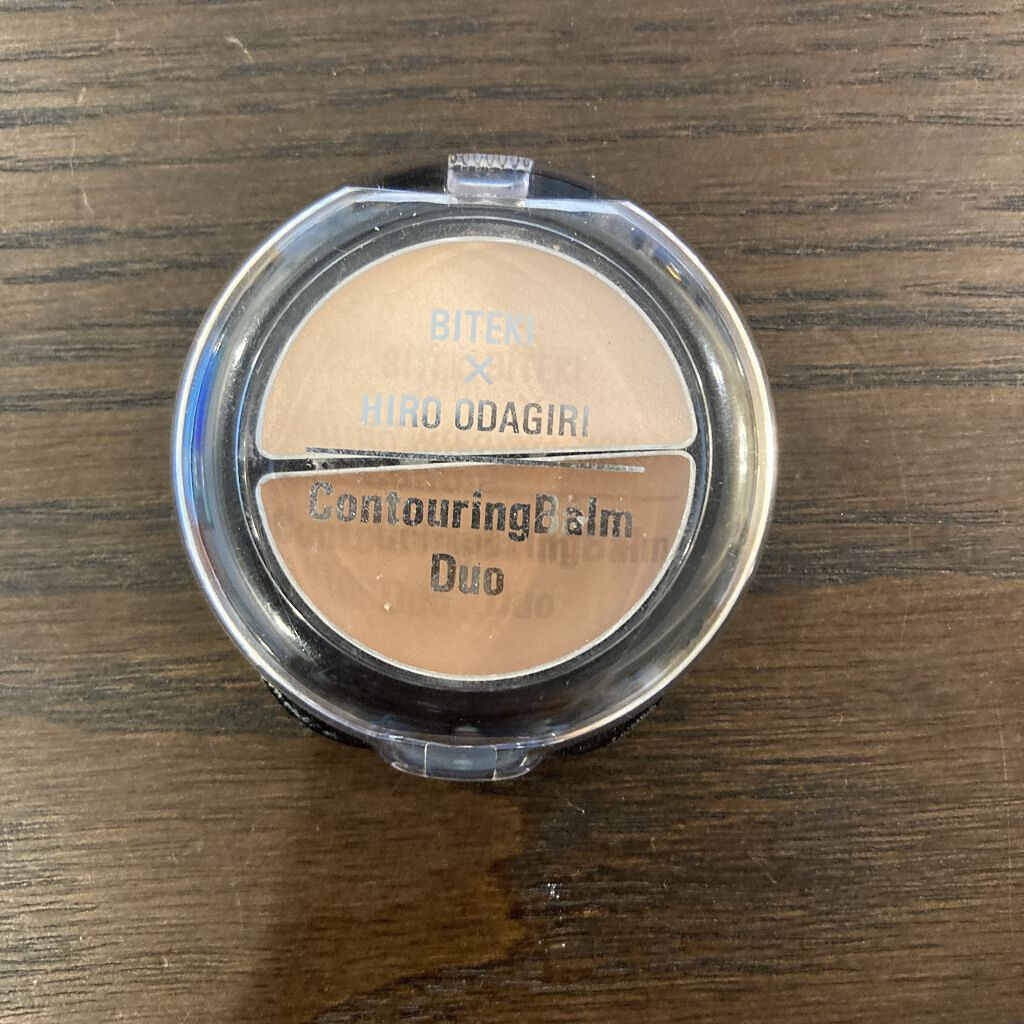 BITEKI
×
HIRO ODAGIRI
ContouringBalm
Duo